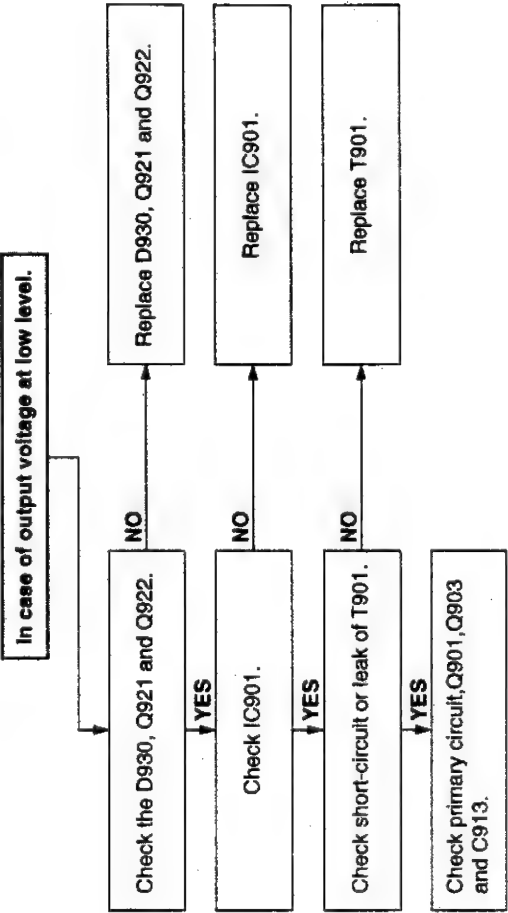 In case of output voltage at low level.
Check the D930, Q921 and Q922.
NO
Replace D930, Q921 and Q922.
YES
Check IC901.
NO
Replace IC901.
YES
Check short-circuit or leak of T901.
NO
Replace T901.
YES
Check primary circuit,Q901,Q903
and C913.